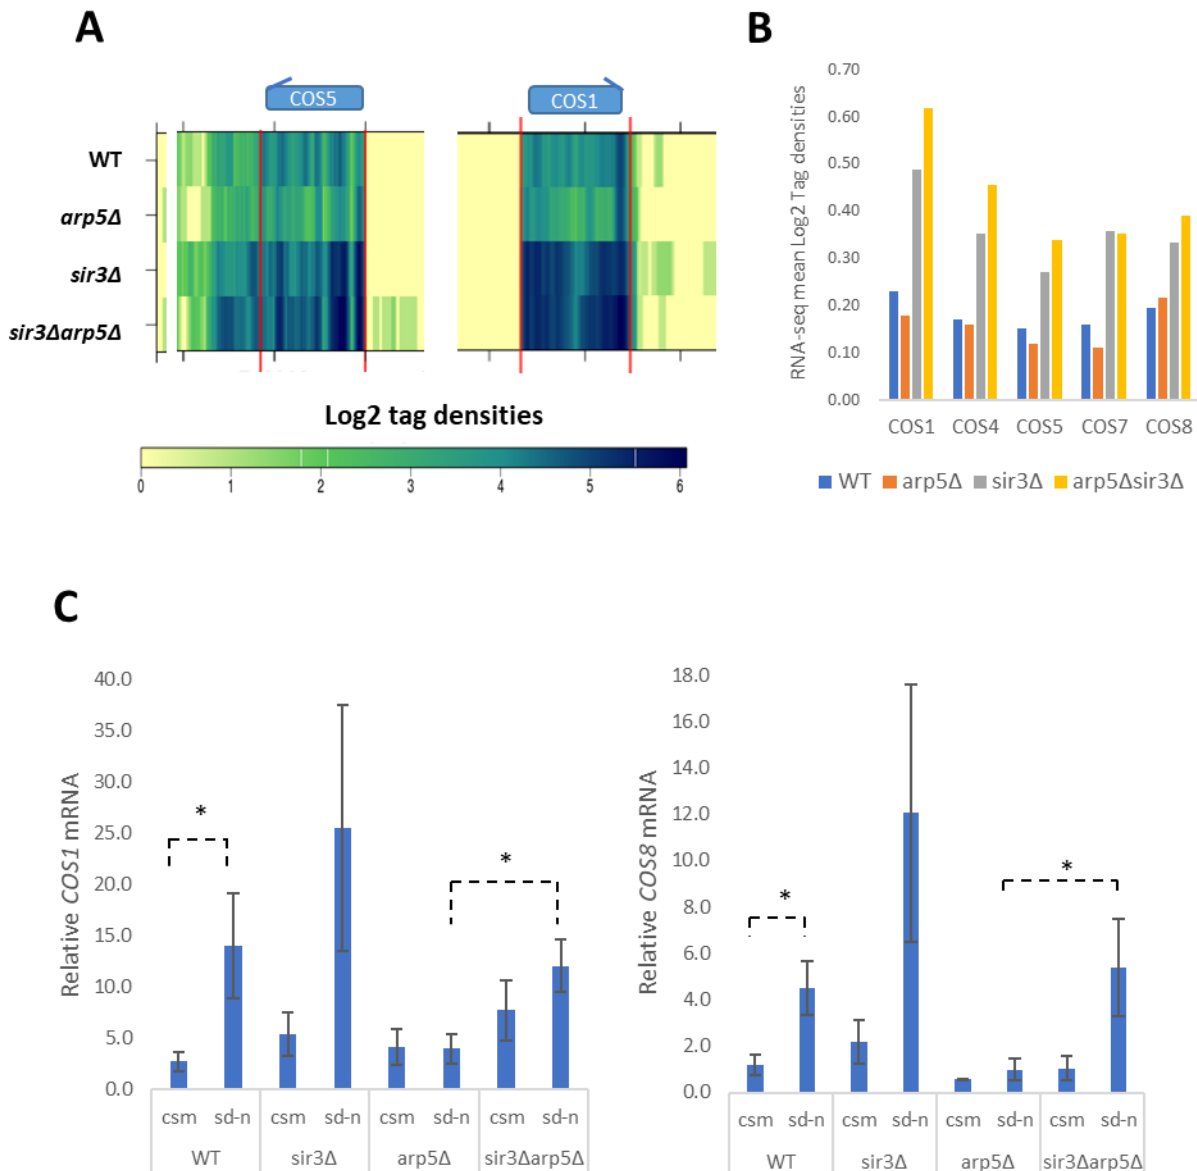 A
COS5
COS1
WT
arp5Δ
sir3Δ
sir3Δarp5Δ
Log2 tag densities
0 1 2 3 4 5 6
B
RNA-seq mean Log2 Tag densities
0.70
0.60
0.50
0.40
0.30
0.20
0.10
0.00
COS1 COS4 COS5 COS7 COS8
WT arp5Δ sir3Δ arp5Δsir3Δ
C
Relative COS1 mRNA
40.0
35.0
30.0
25.0
20.0
15.0
10.0
5.0
0.0
*
*
csm sd-n csm sd-n csm sd-n csm sd-n
WT sir3Δ arp5Δ sir3Δarp5Δ
Relative COS8 mRNA
18.0
16.0
14.0
12.0
10.0
8.0
6.0
4.0
2.0
0.0
*
*
csm sd-n csm sd-n csm sd-n csm sd-n
WT sir3Δ arp5Δ sir3Δarp5Δ